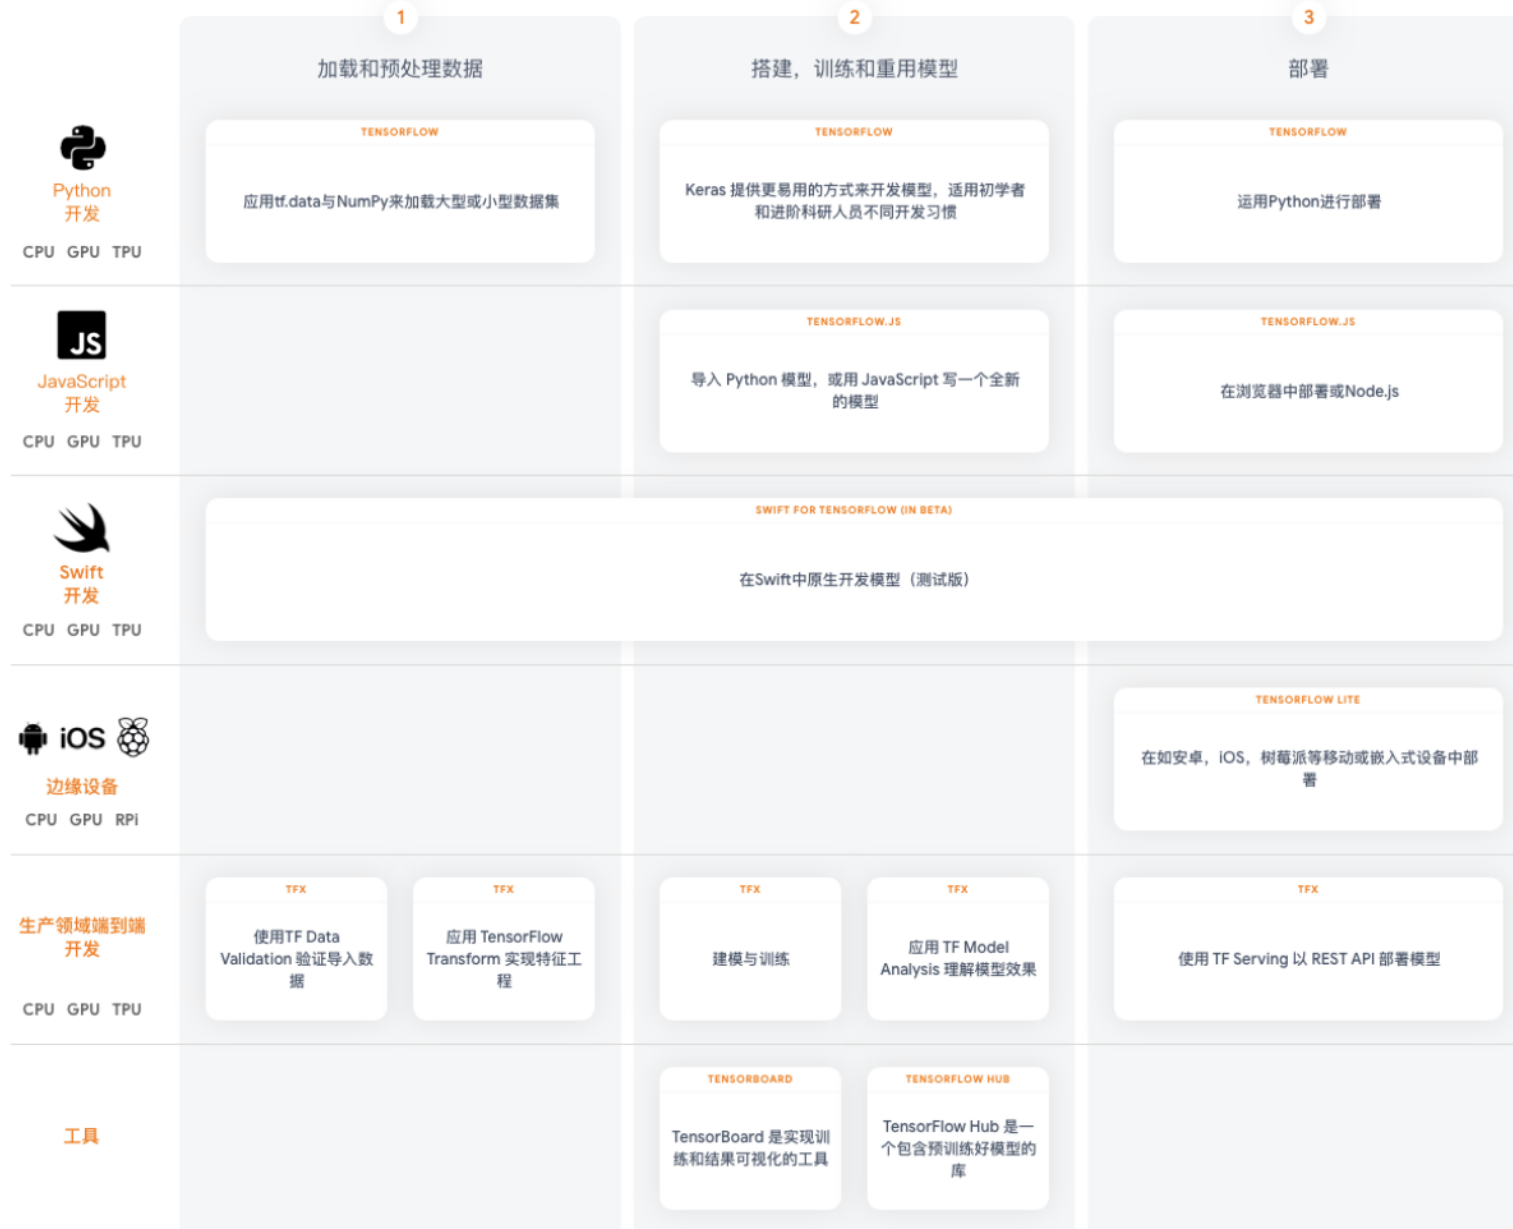 1
2
3
加载和预处理数据
搭建，训练和重用模型
部署
Python
开发
CPU GPU TPU
TENSORFLOW
应用tf.data与NumPy来加载大型或小型数据集
TENSORFLOW
Keras 提供更易用的方式来开发模型，适用初学者
和进阶科研人员不同开发习惯
TENSORFLOW
运用Python进行部署
JS
JavaScript
开发
CPU GPU TPU
TENSORFLOW.JS
导入 Python 模型，或用 JavaScript 写一个全新
的模型
TENSORFLOW.JS
在浏览器中部署或Node.js
Swift
开发
CPU GPU TPU
SWIFT FOR TENSORFLOW (IN BETA)
在Swift中原生开发模型（测试版）
iOS
边缘设备
CPU GPU RPi
TENSORFLOW LITE
在如安卓，iOS，树莓派等移动或嵌入式设备中部
署
生产领域端到端
开发
CPU GPU TPU
TFX
使用TF Data
Validation 验证导入数
据
TFX
应用 TensorFlow
Transform 实现特征工
程
TFX
建模与训练
TFX
应用 TF Model
Analysis 理解模型效果
TFX
使用 TF Serving 以 REST API 部署模型
工具
TENSORBOARD
TensorBoard 是实现训
练和结果可视化的工具
TENSORFLOW HUB
TensorFlow Hub 是一
个包含预训练好模型的
库